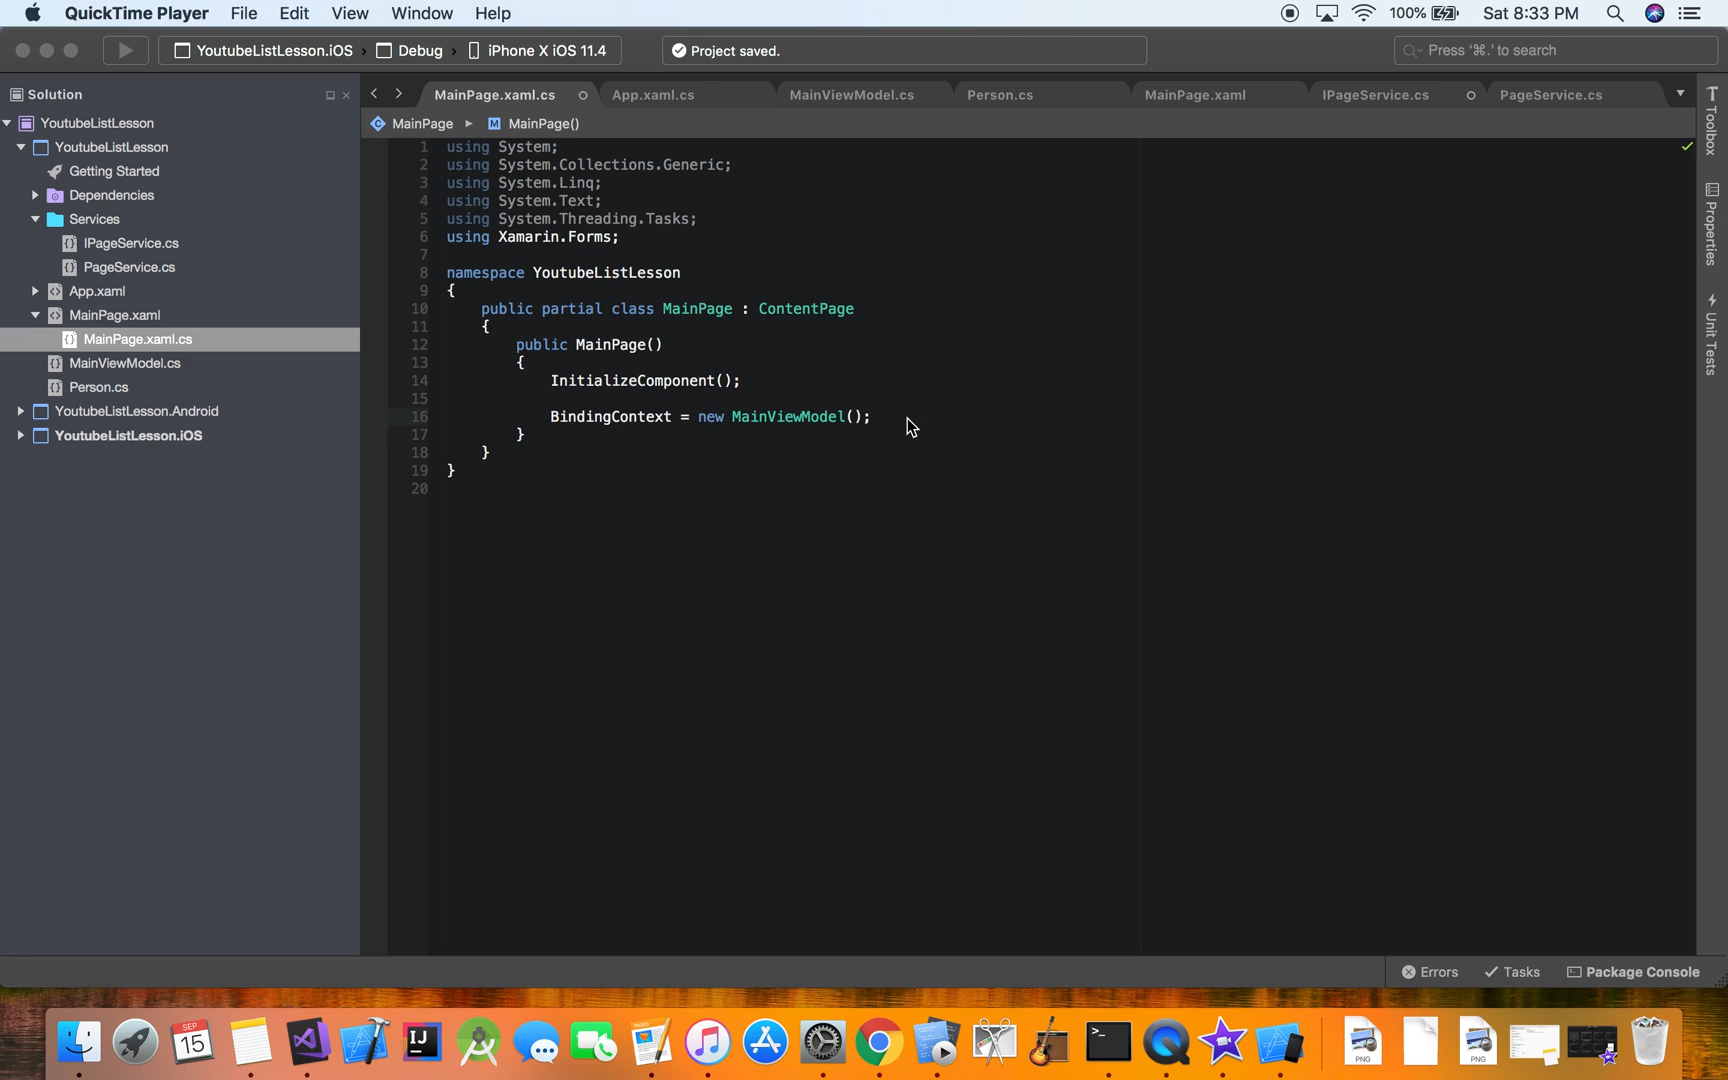 QuickTime Player File Edit View Window Help 100% Sat 8:33 PM
YoutubeListLesson.iOS Debug iPhone X iOS 11.4 Project saved. Press '⌘.' to search
Solution
MainPage.xaml.cs App.xaml.cs MainViewModel.cs Person.cs MainPage.xaml IPageService.cs PageService.cs
MainPage MainPage()
YoutubeListLesson
YoutubeListLesson
Getting Started
Dependencies
Services
IPageService.cs
PageService.cs
App.xaml
MainPage.xaml
MainPage.xaml.cs
MainViewModel.cs
Person.cs
YoutubeListLesson.Android
YoutubeListLesson.iOS
1 using System;
2 using System.Collections.Generic;
3 using System.Linq;
4 using System.Text;
5 using System.Threading.Tasks;
6 using Xamarin.Forms;
7
8 namespace YoutubeListLesson
9 {
10 public partial class MainPage : ContentPage
11 {
12 public MainPage()
13 {
14 InitializeComponent();
15
16 BindingContext = new MainViewModel();
17 }
18 }
19 }
20
Toolbox
Properties
Unit Tests
Errors Tasks Package Console
SEP
15
IJ
PAGES
>_
PNG
PNG